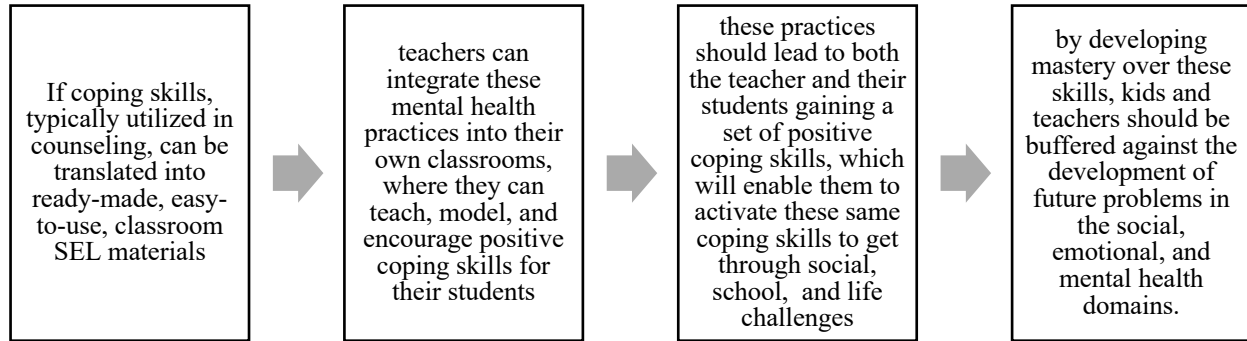 If coping skills,
typically utilized in
counseling, can be
translated into
ready-made, easy-
to-use, classroom
SEL materials
teachers can
integrate these
mental health
practices into their
own classrooms,
where they can
teach, model, and
encourage positive
coping skills for
their students
these practices
should lead to both
the teacher and their
students gaining a
set of positive
coping skills, which
will enable them to
activate these same
coping skills to get
through social,
school,  and life
challenges
by developing
mastery over these
skills, kids and
teachers should be
buffered against the
development of
future problems in
the social,
emotional, and
mental health
domains.